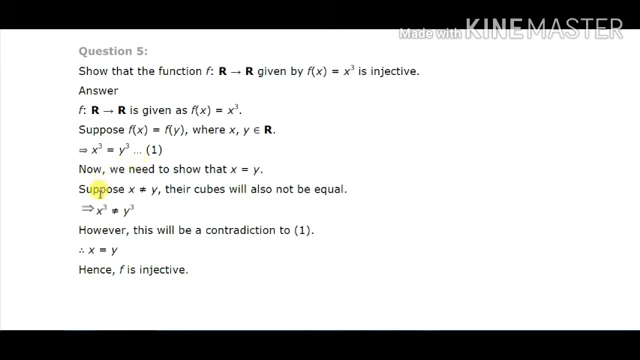 Made with KINEMASTER
Question 5:
Show that the function f: R → R given by f(x) = x³ is injective.
Answer
f: R → R is given as f(x) = x³.
Suppose f(x) = f(y), where x, y ∈ R.
⇒ x³ = y³ … (1)
Now, we need to show that x = y.
Suppose x ≠ y, their cubes will also not be equal.
⇒ x³ ≠ y³
However, this will be a contradiction to (1).
∴ x = y
Hence, f is injective.